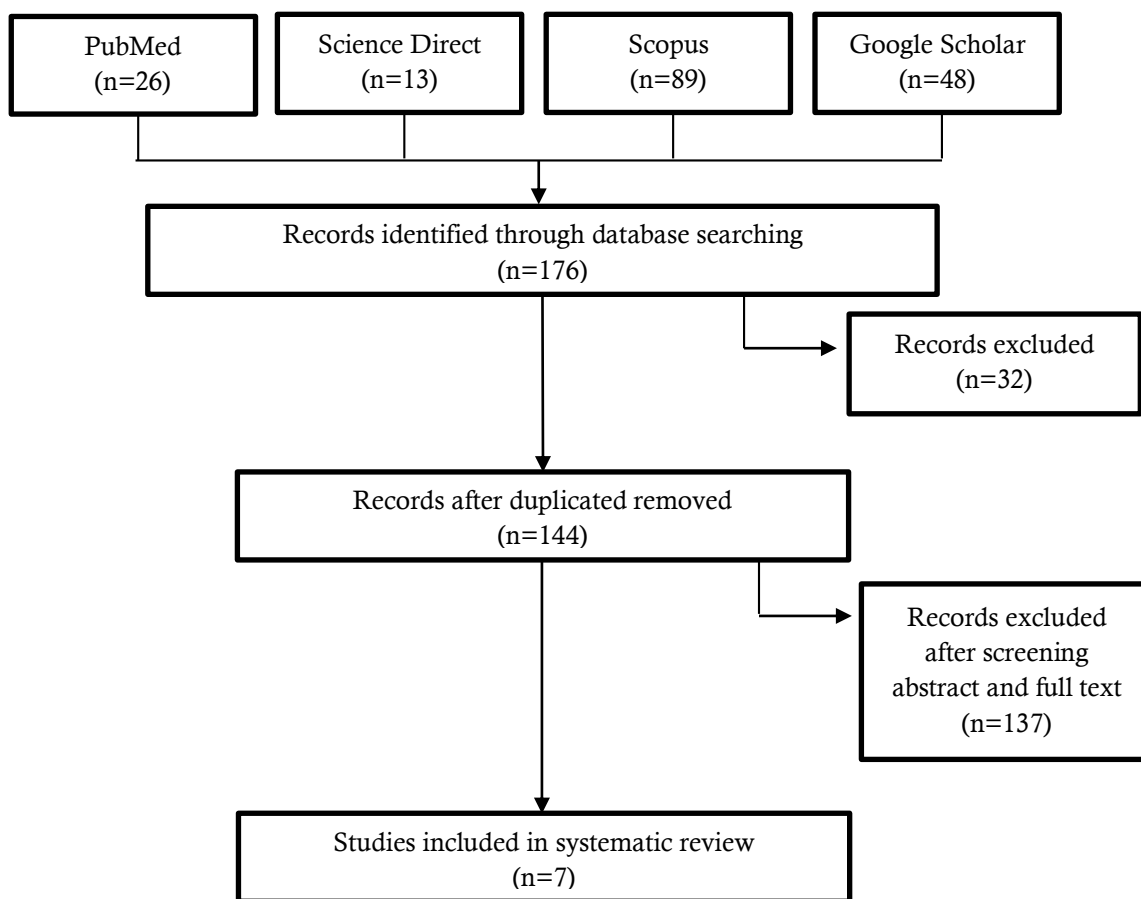 PubMed
(n=26)
Science Direct
(n=13)
Scopus
(n=89)
Google Scholar
(n=48)
Records identified through database searching
(n=176)
Records excluded
(n=32)
Records after duplicated removed
(n=144)
Records excluded
after screening
abstract and full text
(n=137)
Studies included in systematic review
(n=7)